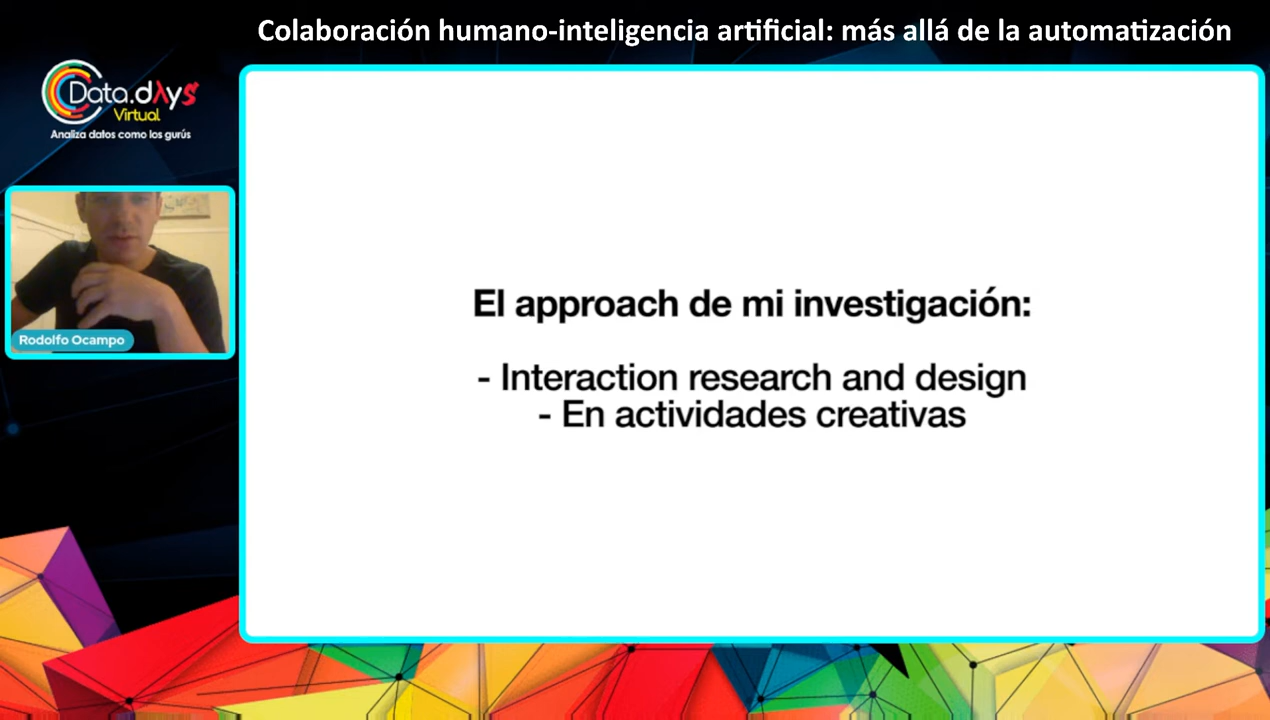 Colaboración humano-inteligencia artificial: más allá de la automatización
Data.dAys
Virtual
Analiza datos como los gurús
Rodolfo Ocampo
El approach de mi investigación:
- Interaction research and design
- En actividades creativas